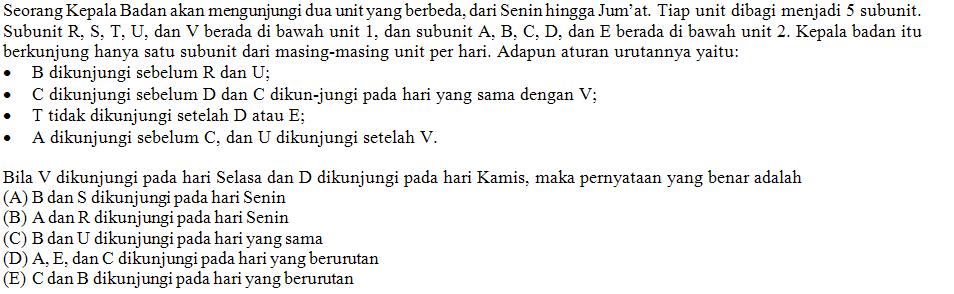 Seorang Kepala Badan akan mengunjungi dua unit yang berbeda, dari Senin hingga Jum’at. Tiap unit dibagi menjadi 5 subunit.
Subunit R, S, T, U, dan V berada di bawah unit 1, dan subunit A, B, C, D, dan E berada di bawah unit 2. Kepala badan itu
berkunjung hanya satu subunit dari masing-masing unit per hari. Adapun aturan urutannya yaitu:
• B dikunjungi sebelum R dan U;
• C dikunjungi sebelum D dan C dikun-jungi pada hari yang sama dengan V;
• T tidak dikunjungi setelah D atau E;
• A dikunjungi sebelum C, dan U dikunjungi setelah V.
Bila V dikunjungi pada hari Selasa dan D dikunjungi pada hari Kamis, maka pernyataan yang benar adalah
(A) B dan S dikunjungi pada hari Senin
(B) A dan R dikunjungi pada hari Senin
(C) B dan U dikunjungi pada hari yang sama
(D) A, E, dan C dikunjungi pada hari yang berurutan
(E) C dan B dikunjungi pada hari yang berurutan